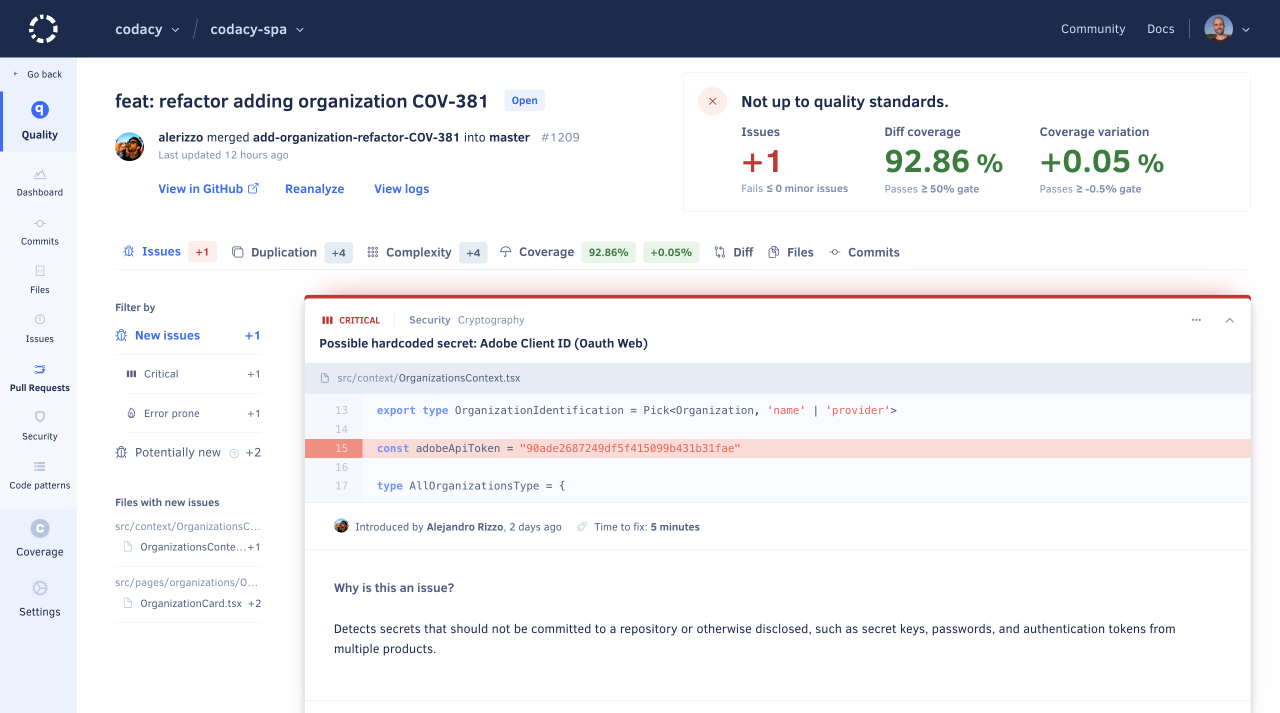 codacy / codacy-spa
Community Docs
Go back
Quality
Dashboard
Commits
Files
Issues
Pull Requests
Security
Code patterns
C
Coverage
Settings
feat: refactor adding organization COV-381 Open
alerizzo merged add-organization-refactor-COV-381 into master #1209
Last updated 12 hours ago
View in GitHub Reanalyze View logs
Not up to quality standards.
Issues Diff coverage Coverage variation
+1 92.86 % +0.05 %
Fails ≤ 0 minor issues Passes ≥ 50% gate Passes ≥ -0.5% gate
Issues +1 Duplication +4 Complexity +4 Coverage 92.86% +0.05% Diff Files Commits
Filter by
New issues +1
Critical +1
Error prone +1
Potentially new +2
Files with new issues
src/context/OrganizationsC...
OrganizationsConte... +1
src/pages/organizations/O...
OrganizationCard.tsx +2
CRITICAL Security Cryptography
Possible hardcoded secret: Adobe Client ID (Oauth Web)
src/context/OrganizationsContext.tsx
13 export type OrganizationIdentification = Pick<Organization, 'name' | 'provider'>
14
15 const adobeApiToken = "90ade2687249df5f415099b431b31fae"
16
17 type AllOrganizationsType = {
Introduced by Alejandro Rizzo, 2 days ago Time to fix: 5 minutes
Why is this an issue?
Detects secrets that should not be committed to a repository or otherwise disclosed, such as secret keys, passwords, and authentication tokens from
multiple products.